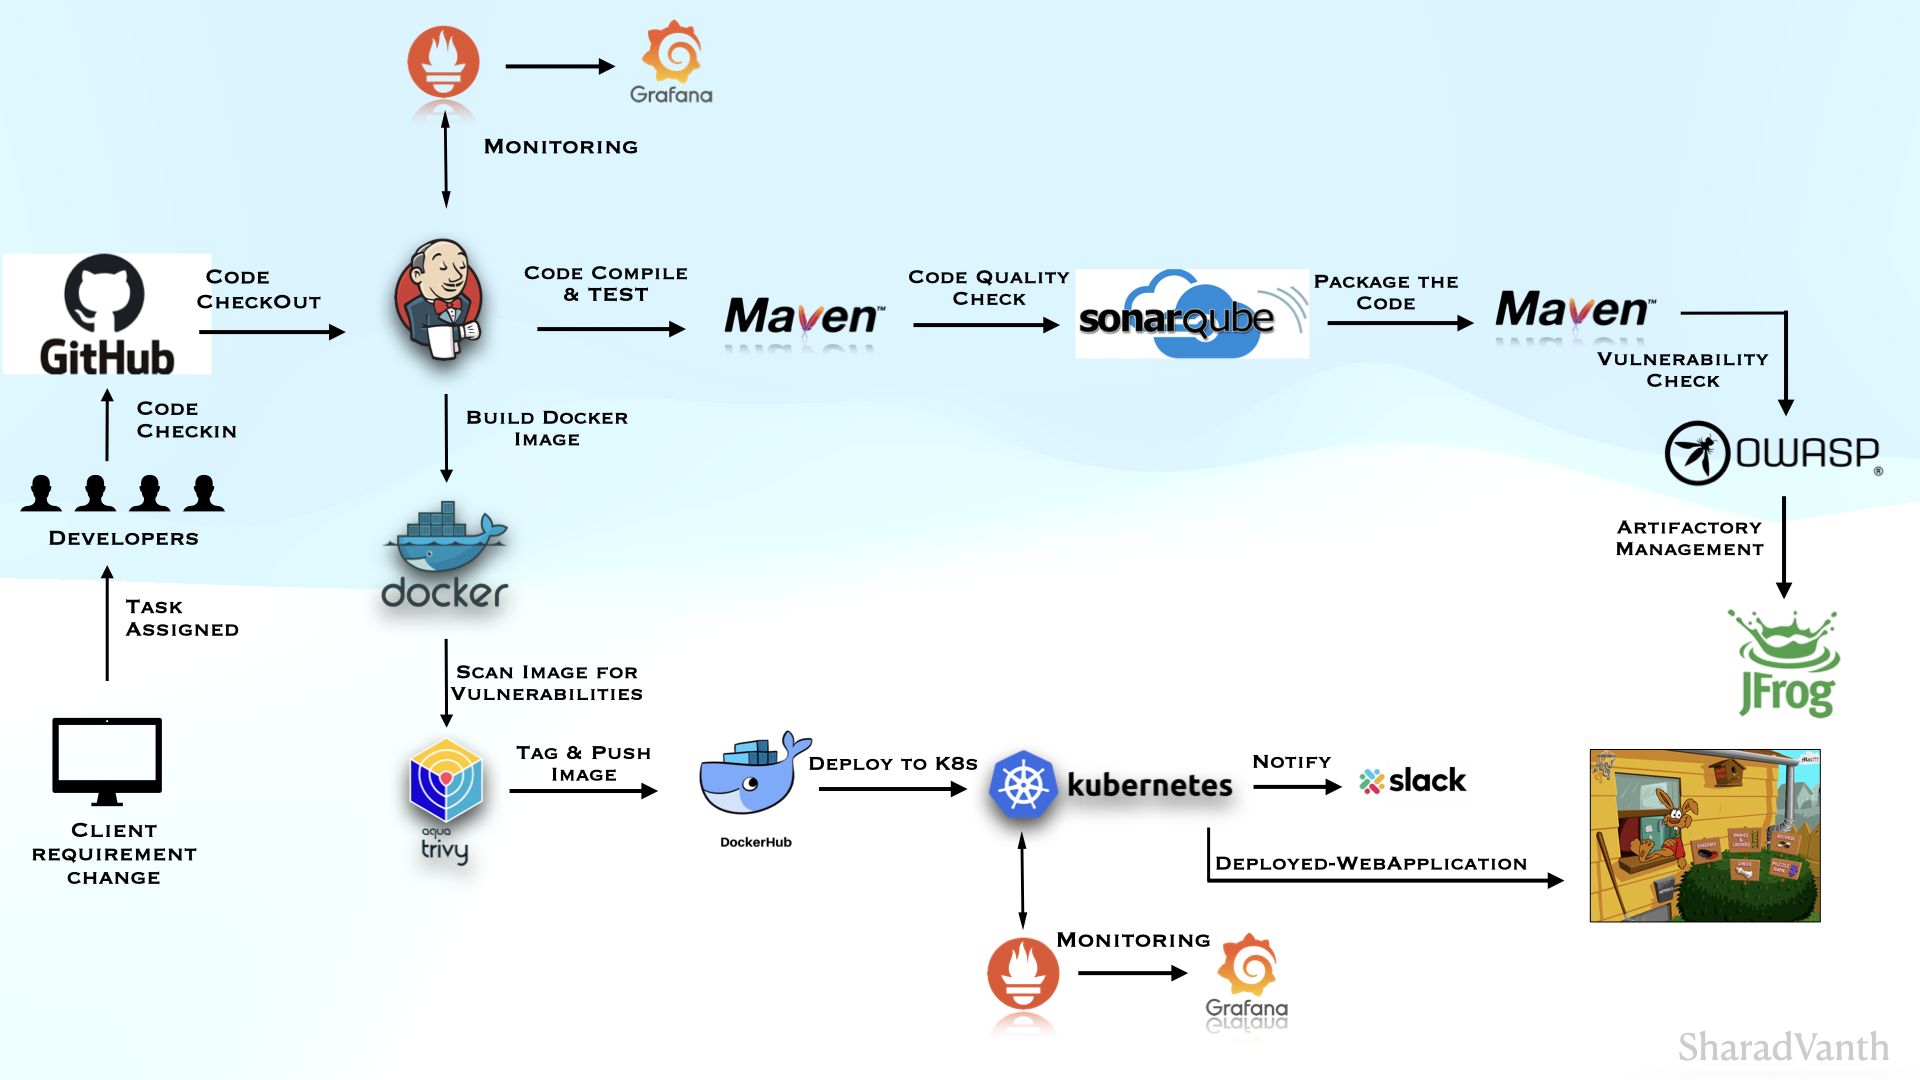 Grafana
Monitoring
GitHub
Code
CheckOut
Code Compile
& Test
Maven™
Code Quality
Check
sonarqube
Package the
Code
Maven™
Vulnerability
Check
OWASP®
Artifactory
Management
JFrog
Code
Checkin
Developers
Task
Assigned
Client
requirement
change
Build Docker
Image
docker
Scan Image for
Vulnerabilities
aqua
trivy
Tag & Push
Image
DockerHub
Deploy to K8s
kubernetes
Notify
slack
Deployed-WebApplication
Monitoring
Grafana
SharadVanth